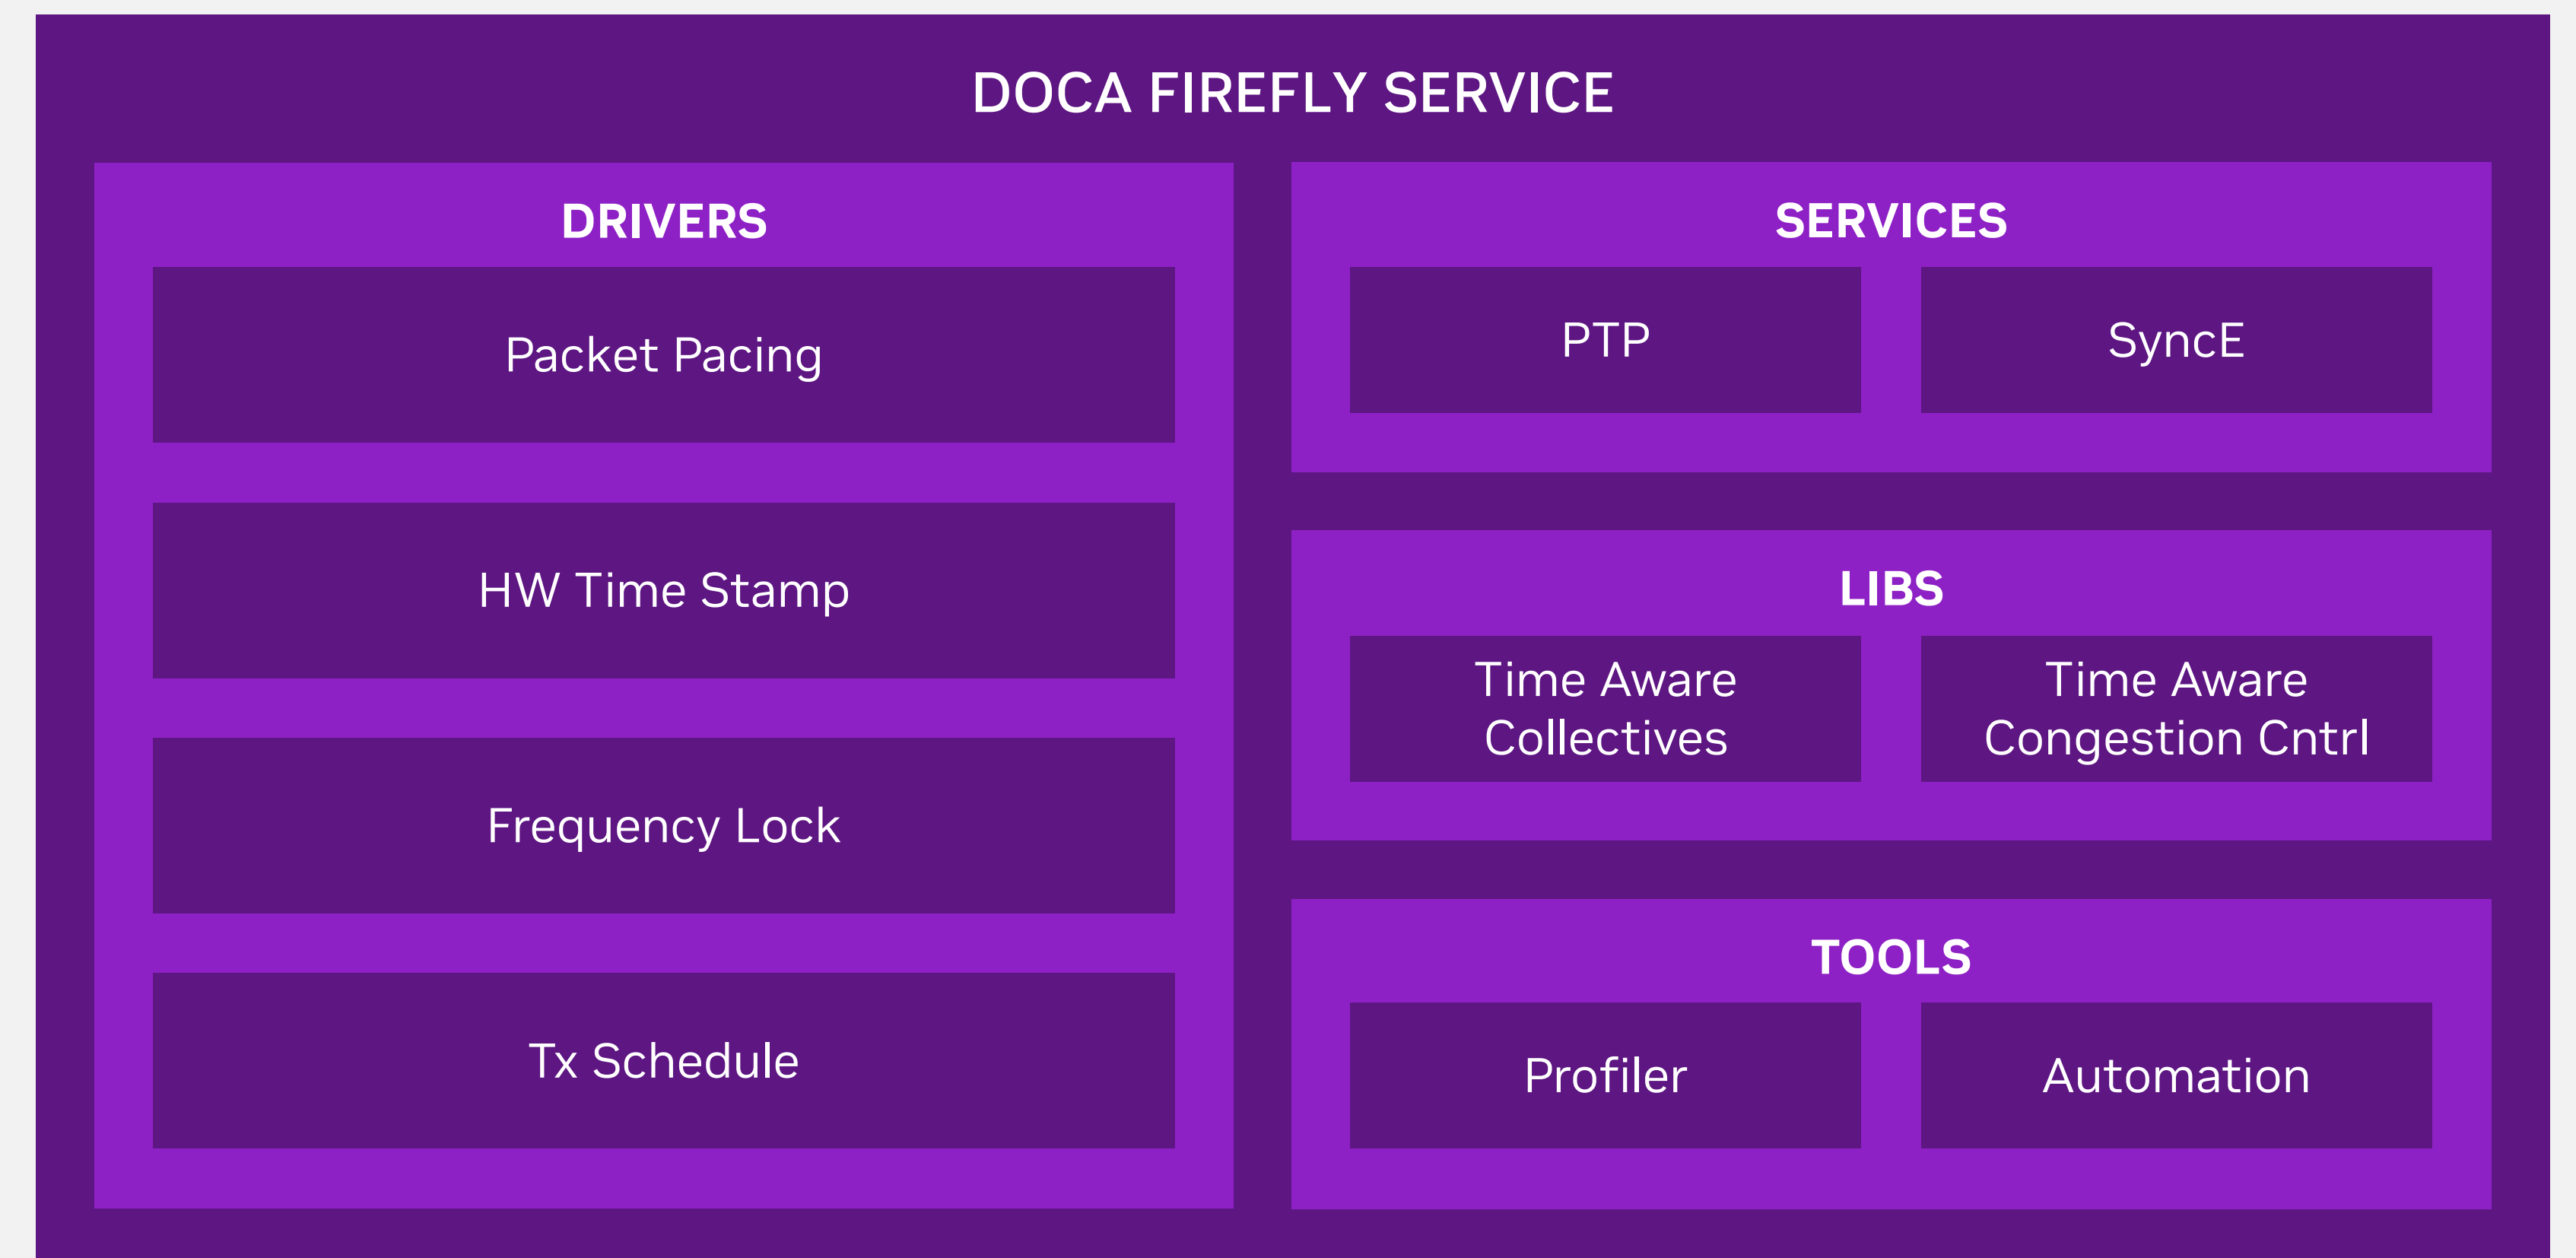 DOCA FIREFLY SERVICE
DRIVERS
Packet Pacing
HW Time Stamp
Frequency Lock
Tx Schedule
SERVICES
PTP
SyncE
LIBS
Time Aware
Collectives
Time Aware
Congestion Cntrl
TOOLS
Profiler
Automation